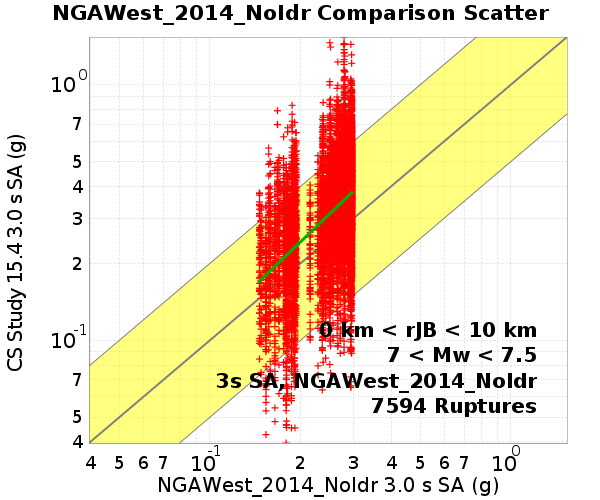 NGAWest_2014_NoIdr Comparison Scatter
CS Study 15.4 3.0 s SA (g)
10^0
7
5
4
3
2
10^-1
7
5
4
0 km < rJB < 10 km
7 < Mw < 7.5
3s SA, NGAWest_2014_NoIdr
7594 Ruptures
4 5 6 7 10^-1 2 3 4 5 6 7 10^0
NGAWest_2014_NoIdr 3.0 s SA (g)